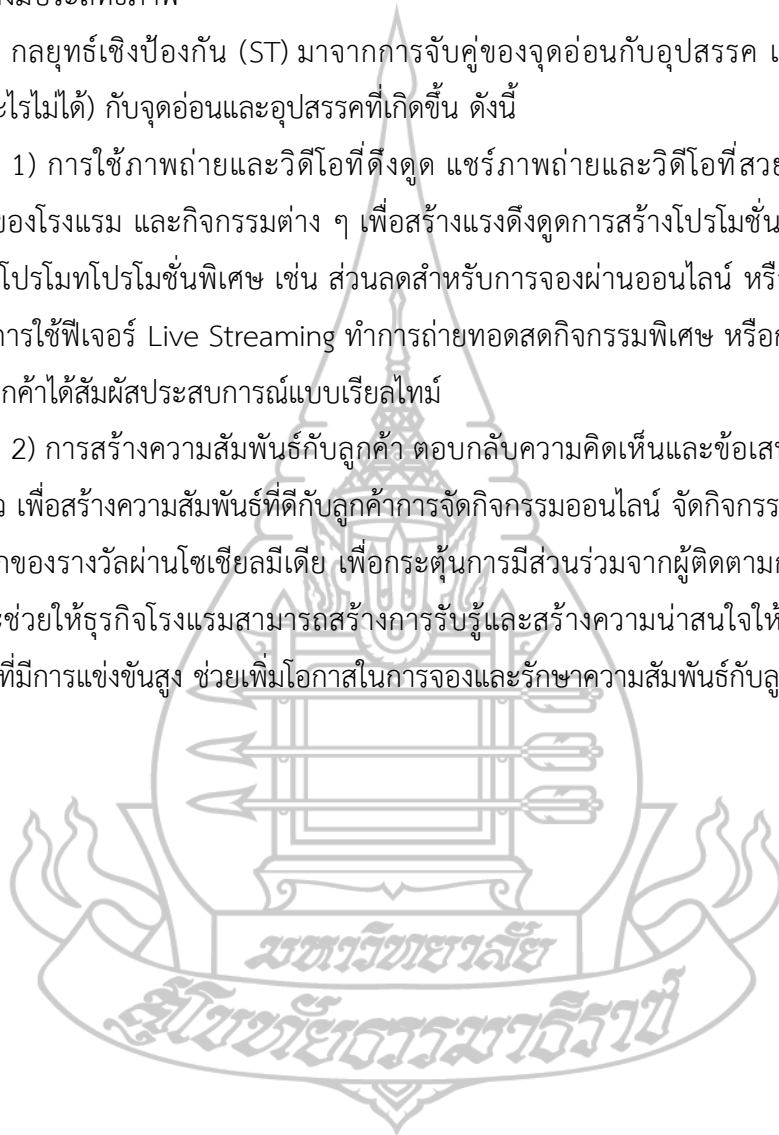 มีประสิทธิภาพ
กลยุทธ์เชิงป้องกัน (ST) มาจากการจับคู่ของจุดอ่อนกับอุปสรรค
ไม่ได้) กับจุดอ่อนและอุปสรรคที่เกิดขึ้น ดังนี้
1) การใช้ภาพถ่ายและวิดีโอที่ดึงดูด แชร์ภาพถ่ายและวิดีโอที่สวย
ของโรงแรม และกิจกรรมต่าง ๆ เพื่อสร้างแรงดึงดูดการสร้างโปรโมชั่น
โปรโมทโปรโมชั่นพิเศษ เช่น ส่วนลดสำหรับการจองผ่านออนไลน์ หรือ
การใช้ฟีเจอร์ Live Streaming ทำการถ่ายทอดสดกิจกรรมพิเศษ หรือ
ลูกค้าได้สัมผัสประสบการณ์แบบเรียลไทม์
2) การสร้างความสัมพันธ์กับลูกค้า ตอบกลับความคิดเห็นและ
เพื่อสร้างความสัมพันธ์ที่ดีกับลูกค้าการจัดกิจกรรมออนไลน์ จัดกิจกรรม
ของรางวัลผ่านโซเชียลมีเดีย เพื่อกระตุ้นการมีส่วนร่วมจากผู้ติดตาม
ช่วยให้ธุรกิจโรงแรมสามารถสร้างการรับรู้และสร้างความน่าสนใจให้
ที่มีการแข่งขันสูง ช่วยเพิ่มโอกาสในการจองและรักษาความสัมพันธ์กับ
มหาวิทยาลัย
สุโขทัยธรรมาธิราช